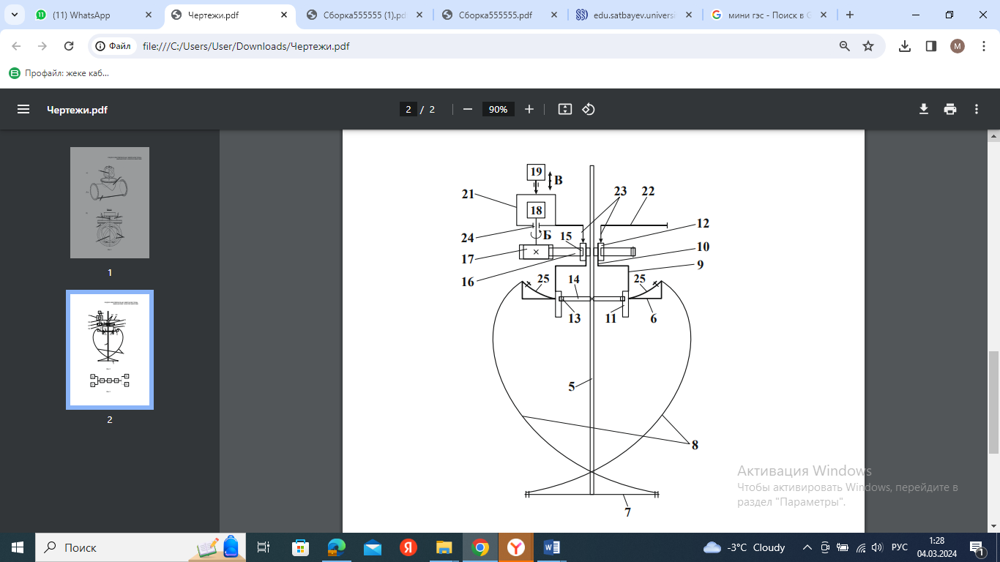 (11) WhatsApp
Чертежи.pdf
Сборка555555 (1).pd
Сборка555555.pdf
edu.satbayev.universi
мини гэс - Поиск в G
Файл
file:///C:/Users/User/Downloads/Чертежи.pdf
M
Профайл: жеке каб...
Чертежи.pdf
2 / 2
90%
1
2
19
В
21
23
22
18
24
Б
15
12
17
10
16
9
25
14
25
13
11
6
5
8
7
Активация Windows
Чтобы активировать Windows, перейдите в
раздел "Параметры".
Поиск
-3°C Cloudy
РУС
1:28
04.03.2024
1